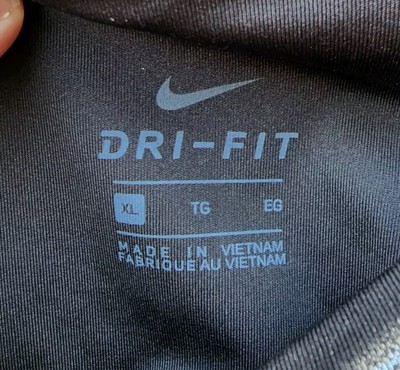 DRI-FIT
XL TG EG
MADE IN VIETNAM
FABRIQUE AU VIETNAM